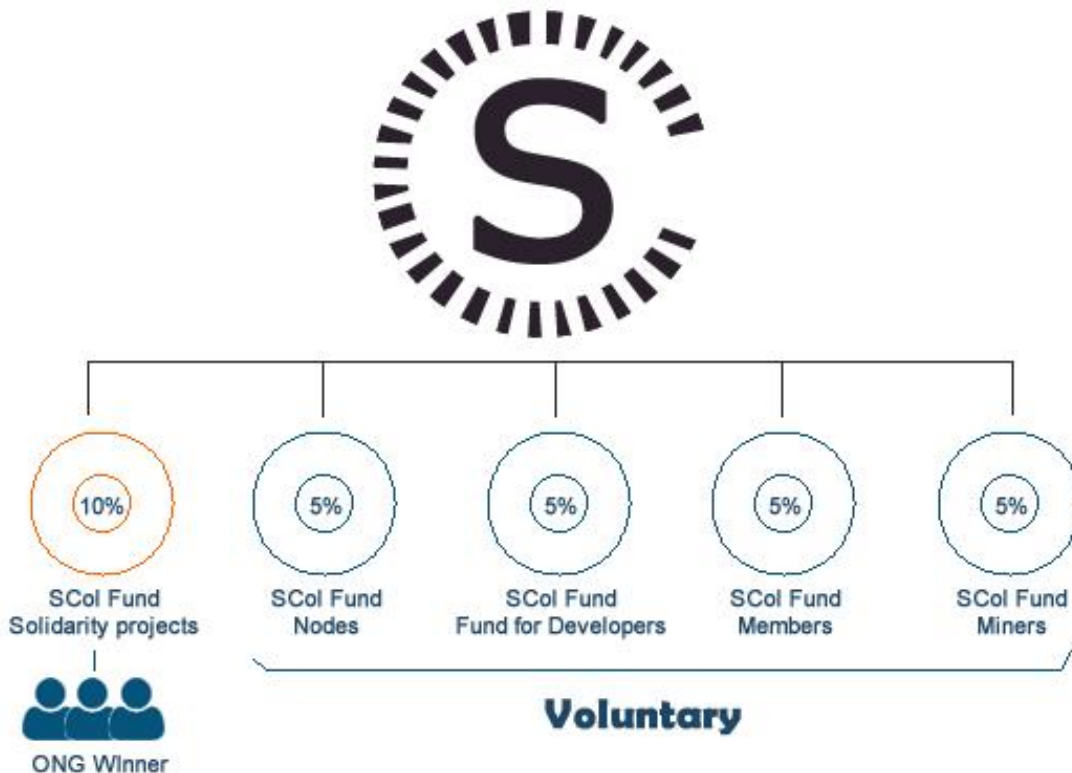 S
10%
5%
5%
5%
5%
SCol Fund
Solidarity projects
SCol Fund
Nodes
SCol Fund
Fund for Developers
SCol Fund
Members
SCol Fund
Miners
Voluntary
ONG WInner